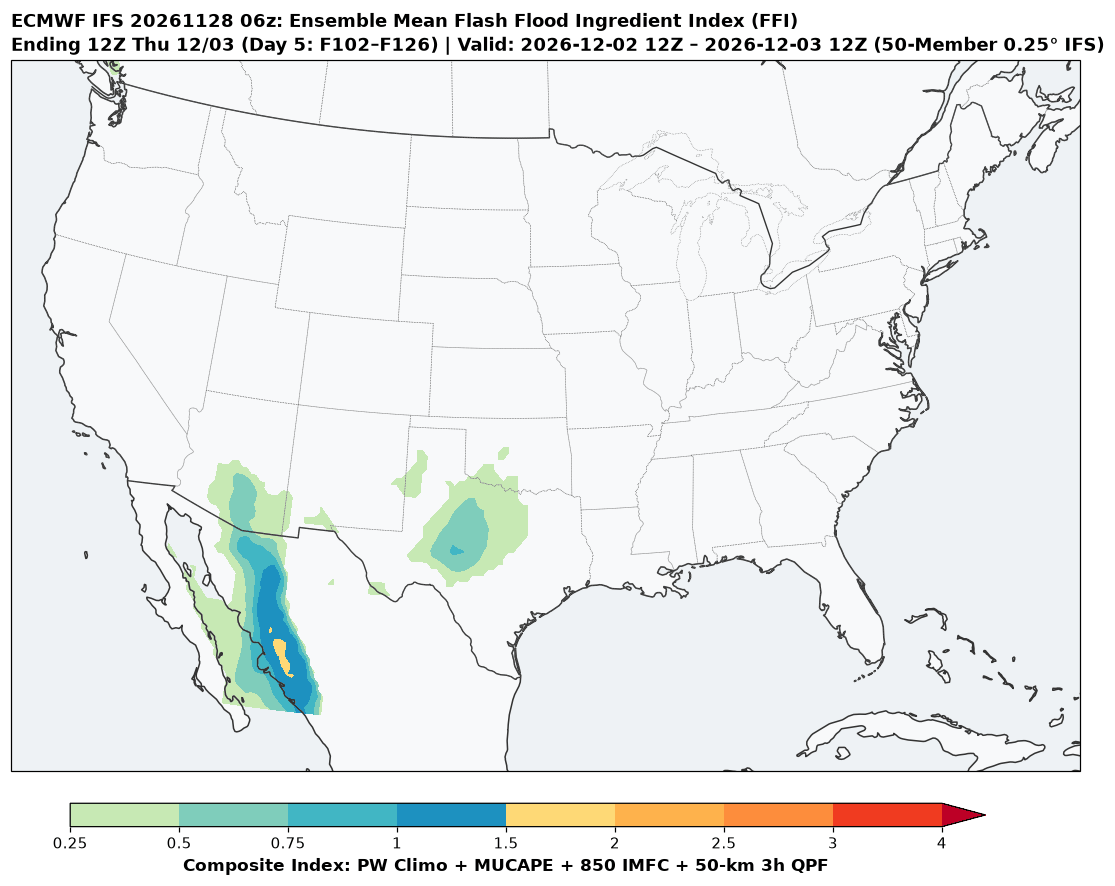 ECMWF IFS 20261128 06z: Ensemble Mean Flash Flood Ingredient Index (FFI)
Ending 12Z Thu 12/03 (Day 5: F102–F126) | Valid: 2026-12-02 12Z – 2026-12-03 12Z (50-Member 0.25° IFS)
0.25 0.5 0.75 1 1.5 2 2.5 3 4
Composite Index: PW Climo + MUCAPE + 850 IMFC + 50-km 3h QPF